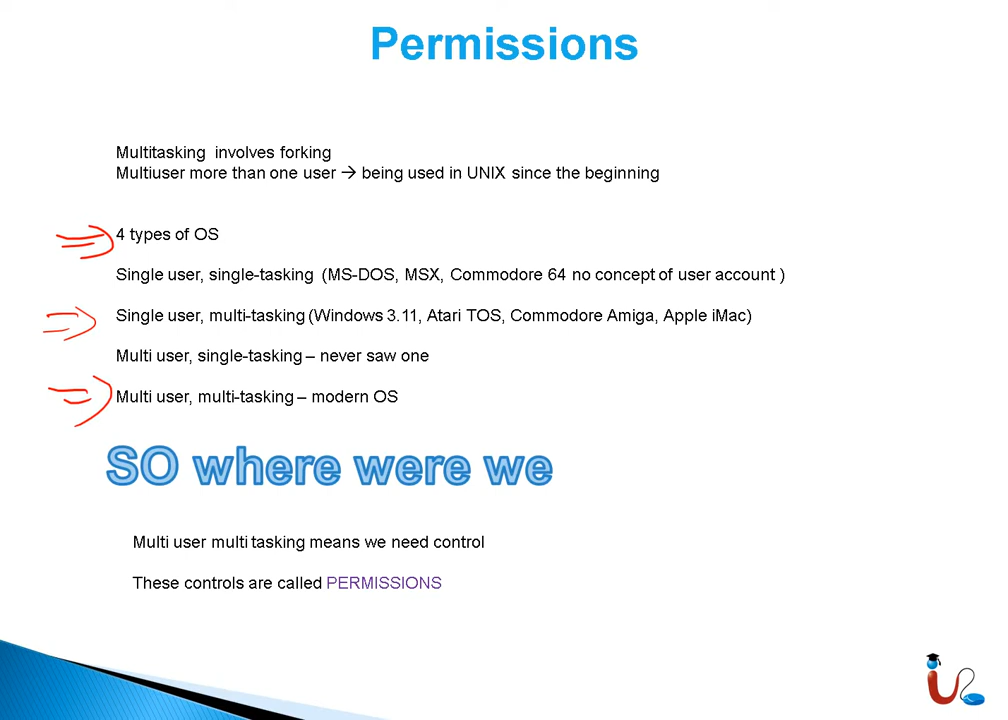 Permissions
Multitasking involves forking
Multiuser more than one user → being used in UNIX since the beginning
4 types of OS
Single user, single-tasking (MS-DOS, MSX, Commodore 64 no concept of user account )
Single user, multi-tasking (Windows 3.11, Atari TOS, Commodore Amiga, Apple iMac)
Multi user, single-tasking – never saw one
Multi user, multi-tasking – modern OS
SO where were we
Multi user multi tasking means we need control
These controls are called PERMISSIONS